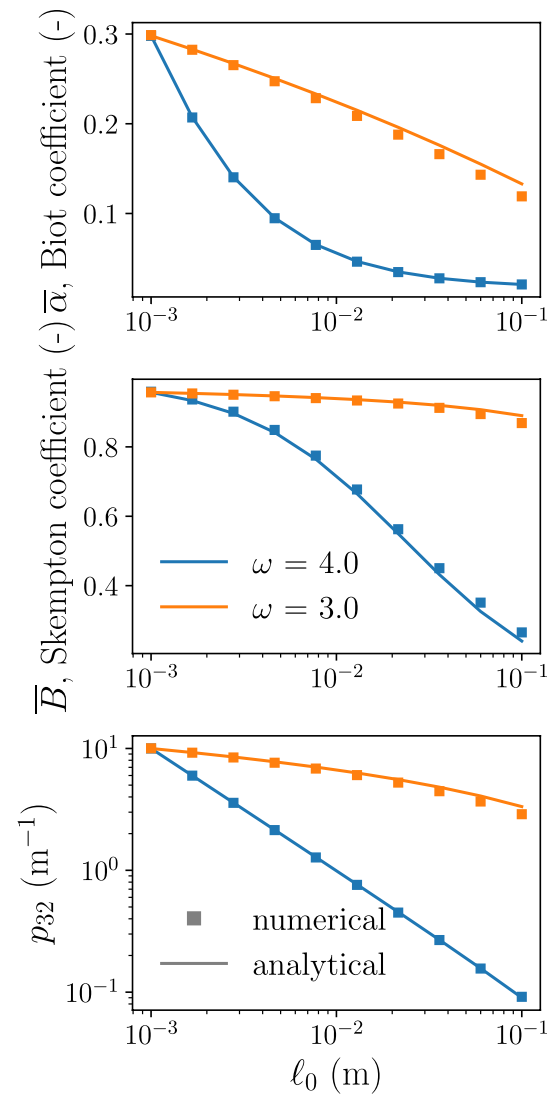 α̅, Biot coefficient (-)
0.3
0.2
0.1
10⁻³
10⁻²
10⁻¹
B̅, Skempton coefficient (-)
0.8
0.6
0.4
ω = 4.0
ω = 3.0
10⁻³
10⁻²
10⁻¹
p₃₂ (m⁻¹)
10¹
10⁰
10⁻¹
numerical
analytical
10⁻³
10⁻²
10⁻¹
ℓ₀ (m)